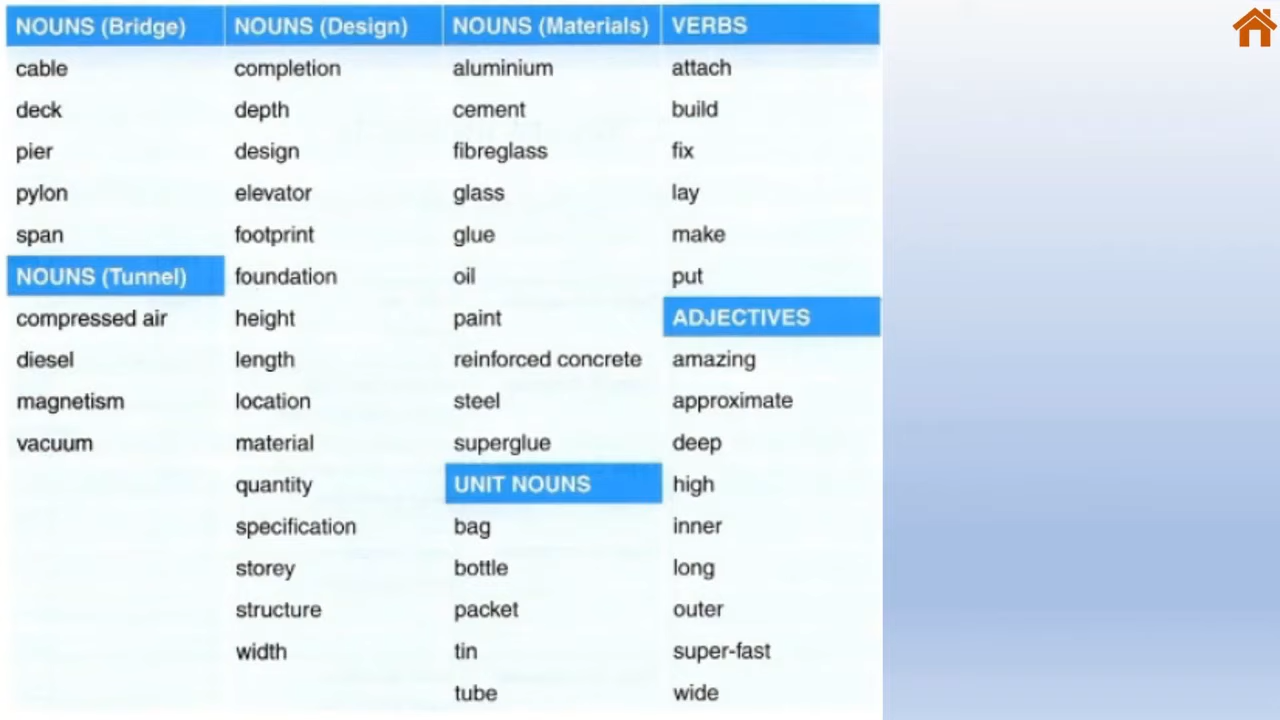 NOUNS (Bridge)
cable
deck
pier
pylon
span
NOUNS (Tunnel)
compressed air
diesel
magnetism
vacuum
NOUNS (Design)
completion
depth
design
elevator
footprint
foundation
height
length
location
material
quantity
specification
storey
structure
width
NOUNS (Materials)
aluminium
cement
fibreglass
glass
glue
oil
paint
reinforced concrete
steel
superglue
UNIT NOUNS
bag
bottle
packet
tin
tube
VERBS
attach
build
fix
lay
make
put
ADJECTIVES
amazing
approximate
deep
high
inner
long
outer
super-fast
wide